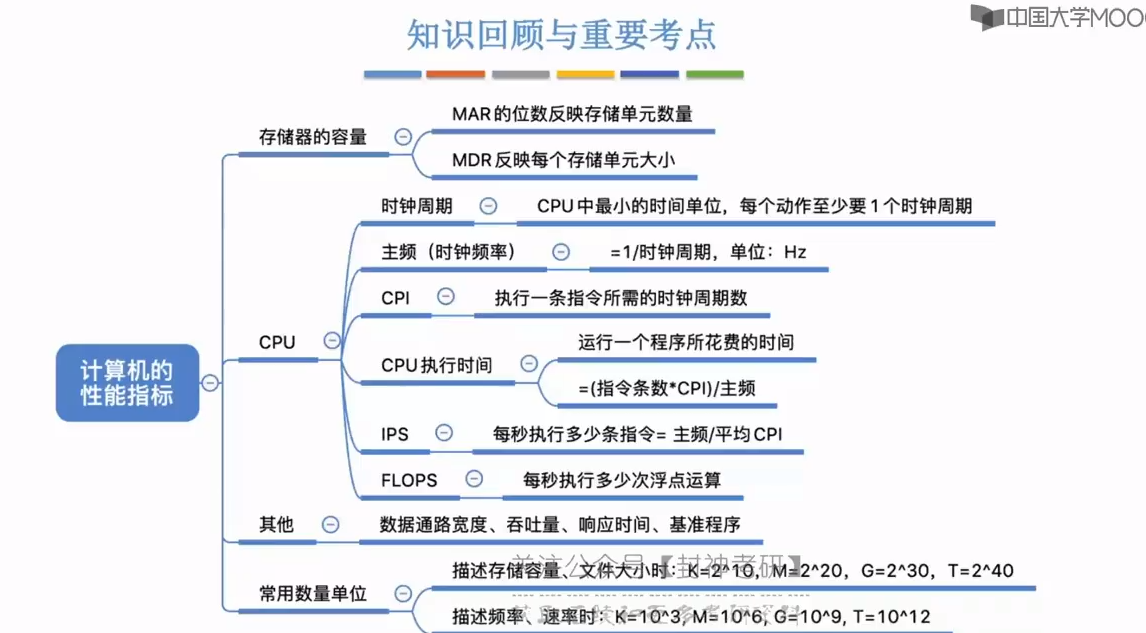 中国大学MOO
知识回顾与重要考点
存储器的容量
MAR的位数反映存储单元数量
MDR反映每个存储单元大小
时钟周期
CPU中最小的时间单位，每个动作至少要1个时钟周期
主频（时钟频率）
=1/时钟周期，单位：Hz
CPI
执行一条指令所需的时钟周期数
CPU
CPU执行时间
运行一个程序所花费的时间
=(指令条数*CPI)/主频
计算机的
性能指标
IPS
每秒执行多少条指令= 主频/平均CPI
FLOPS
每秒执行多少次浮点运算
其他
数据通路宽度、吞吐量、响应时间、基准程序
关注公众号【封神考研】
常用数量单位
描述存储容量、文件大小时：K=2^10，M=2^20，G=2^30，T=2^40
描述频率、速率时：K=10^3, M=10^6, G=10^9, T=10^12